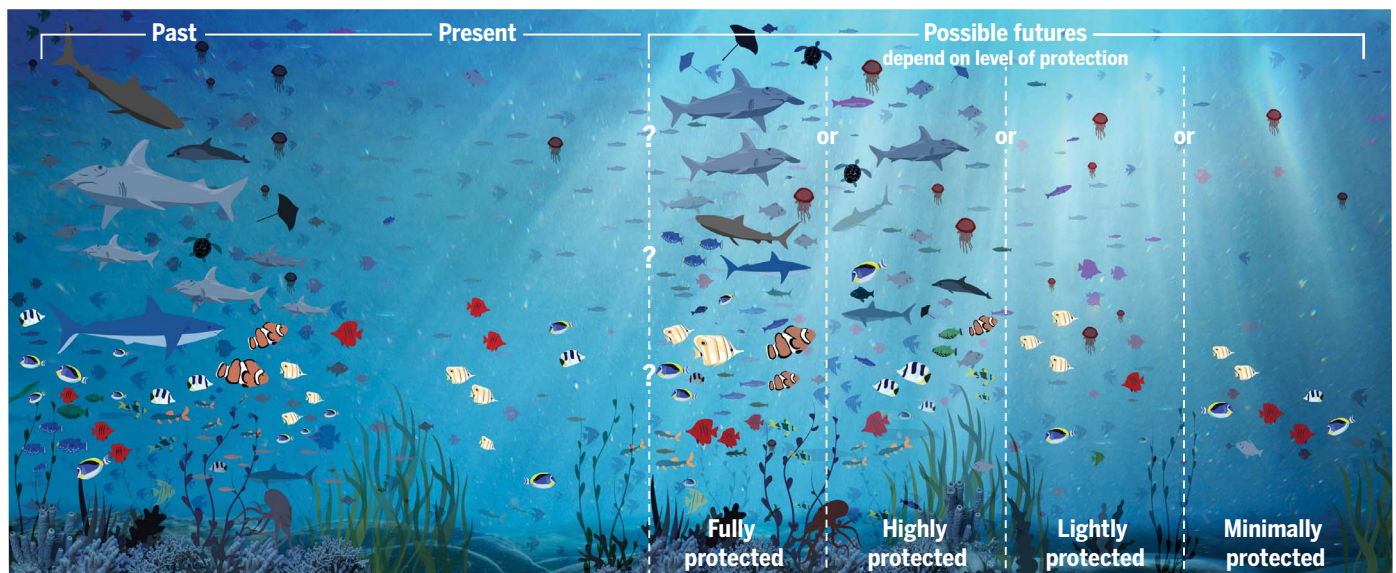 Past
Present
Possible futures
depend on level of protection
?
or
or
or
?
?
Fully
protected
Highly
protected
Lightly
protected
Minimally
protected